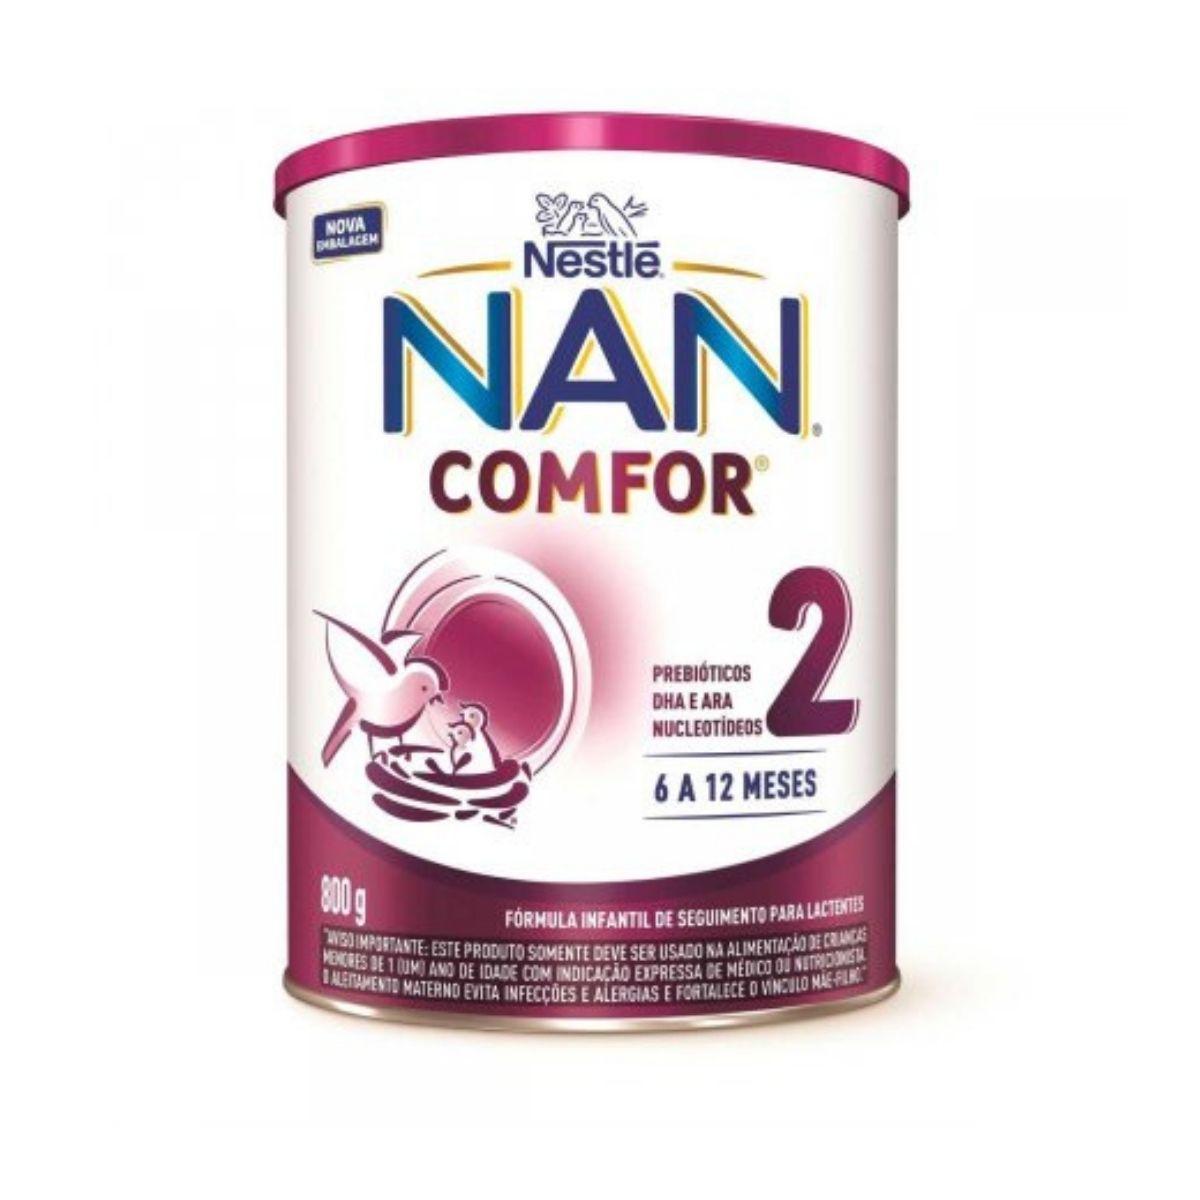 NOVA
EMBALAGEM
Nestlé
NAN
COMFOR®
2
PREBIÓTICOS
DHA E ARA
NUCLEOTÍDEOS
6 A 12 MESES
800 g
FÓRMULA INFANTIL DE SEGUIMENTO PARA LACTENTES
"AVISO IMPORTANTE: ESTE PRODUTO SOMENTE DEVE SER USADO NA ALIMENTAÇÃO DE CRIANÇAS
MENORES DE 1 (UM) ANO DE IDADE COM INDICAÇÃO EXPRESSA DE MÉDICO OU NUTRICIONISTA.
O ALEITAMENTO MATERNO EVITA INFECÇÕES E ALERGIAS E FORTALECE O VÍNCULO MÃE-FILHO."